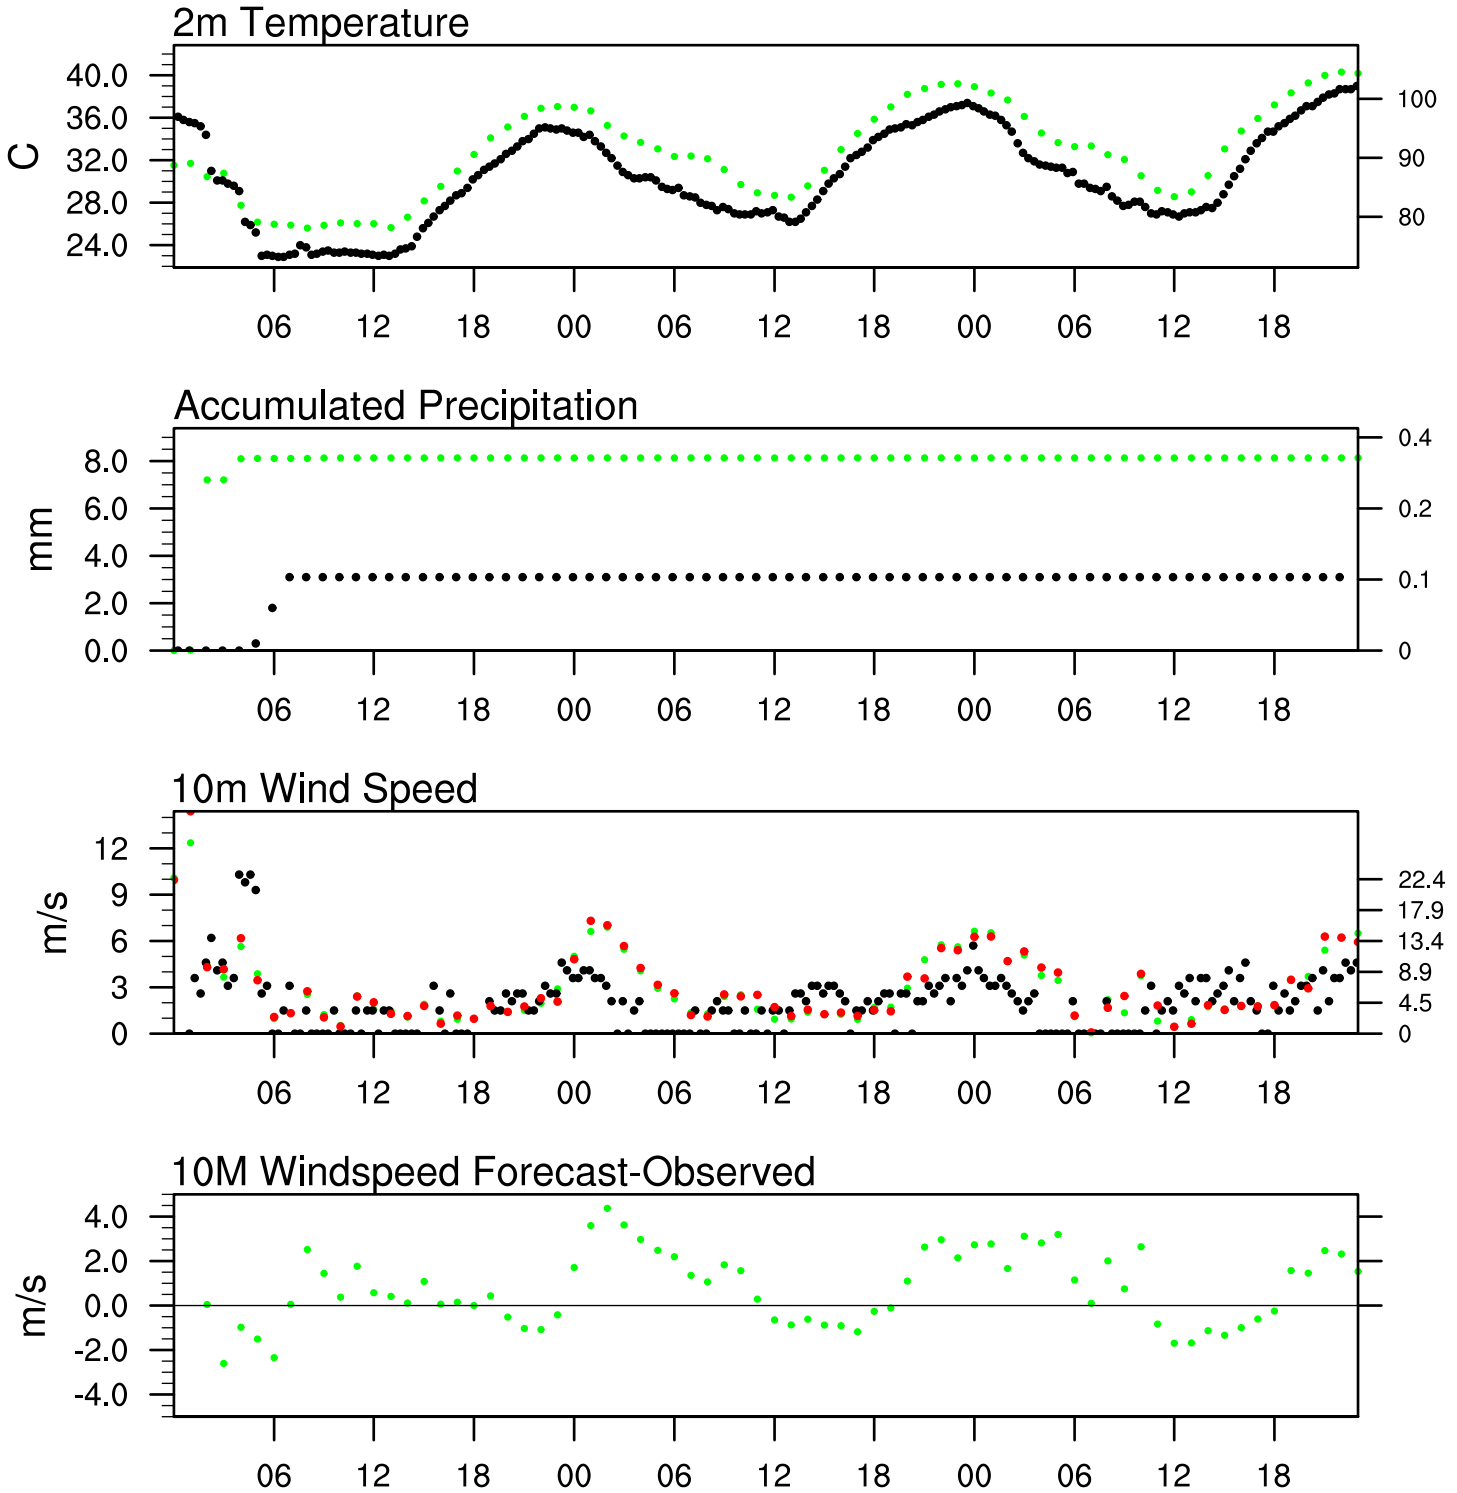 2m Temperature
40.0
36.0
32.0
28.0
24.0
C
100
90
80
06 12 18 00 06 12 18 00 06 12 18
Accumulated Precipitation
8.0
6.0
4.0
2.0
0.0
mm
0.4
0.2
0.1
0
06 12 18 00 06 12 18 00 06 12 18
10m Wind Speed
12
9
6
3
0
m/s
22.4
17.9
13.4
8.9
4.5
0
06 12 18 00 06 12 18 00 06 12 18
10M Windspeed Forecast-Observed
4.0
2.0
0.0
-2.0
-4.0
m/s
06 12 18 00 06 12 18 00 06 12 18